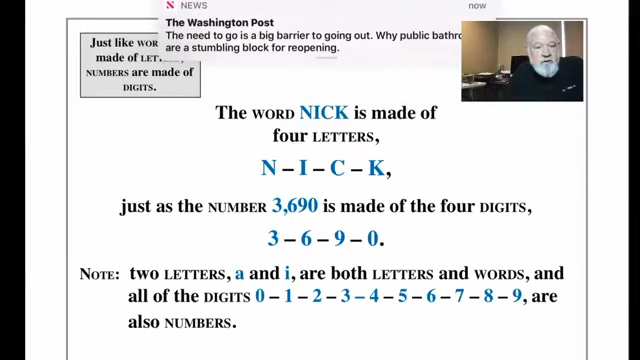 NEWS
now
The Washington Post
The need to go is a big barrier to going out. Why public bathro
are a stumbling block for reopening.
Just like WOR
made of LET
NUMBERS are made of
DIGITS.
The WORD NICK is made of
four LETTERS,
N – I – C – K,
just as the NUMBER 3,690 is made of the four DIGITS,
3 – 6 – 9 – 0.
NOTE: two LETTERS, a and i, are both LETTERS and WORDS, and
all of the DIGITS 0 – 1 – 2 – 3 – 4 – 5 – 6 – 7 – 8 – 9, are
also NUMBERS.